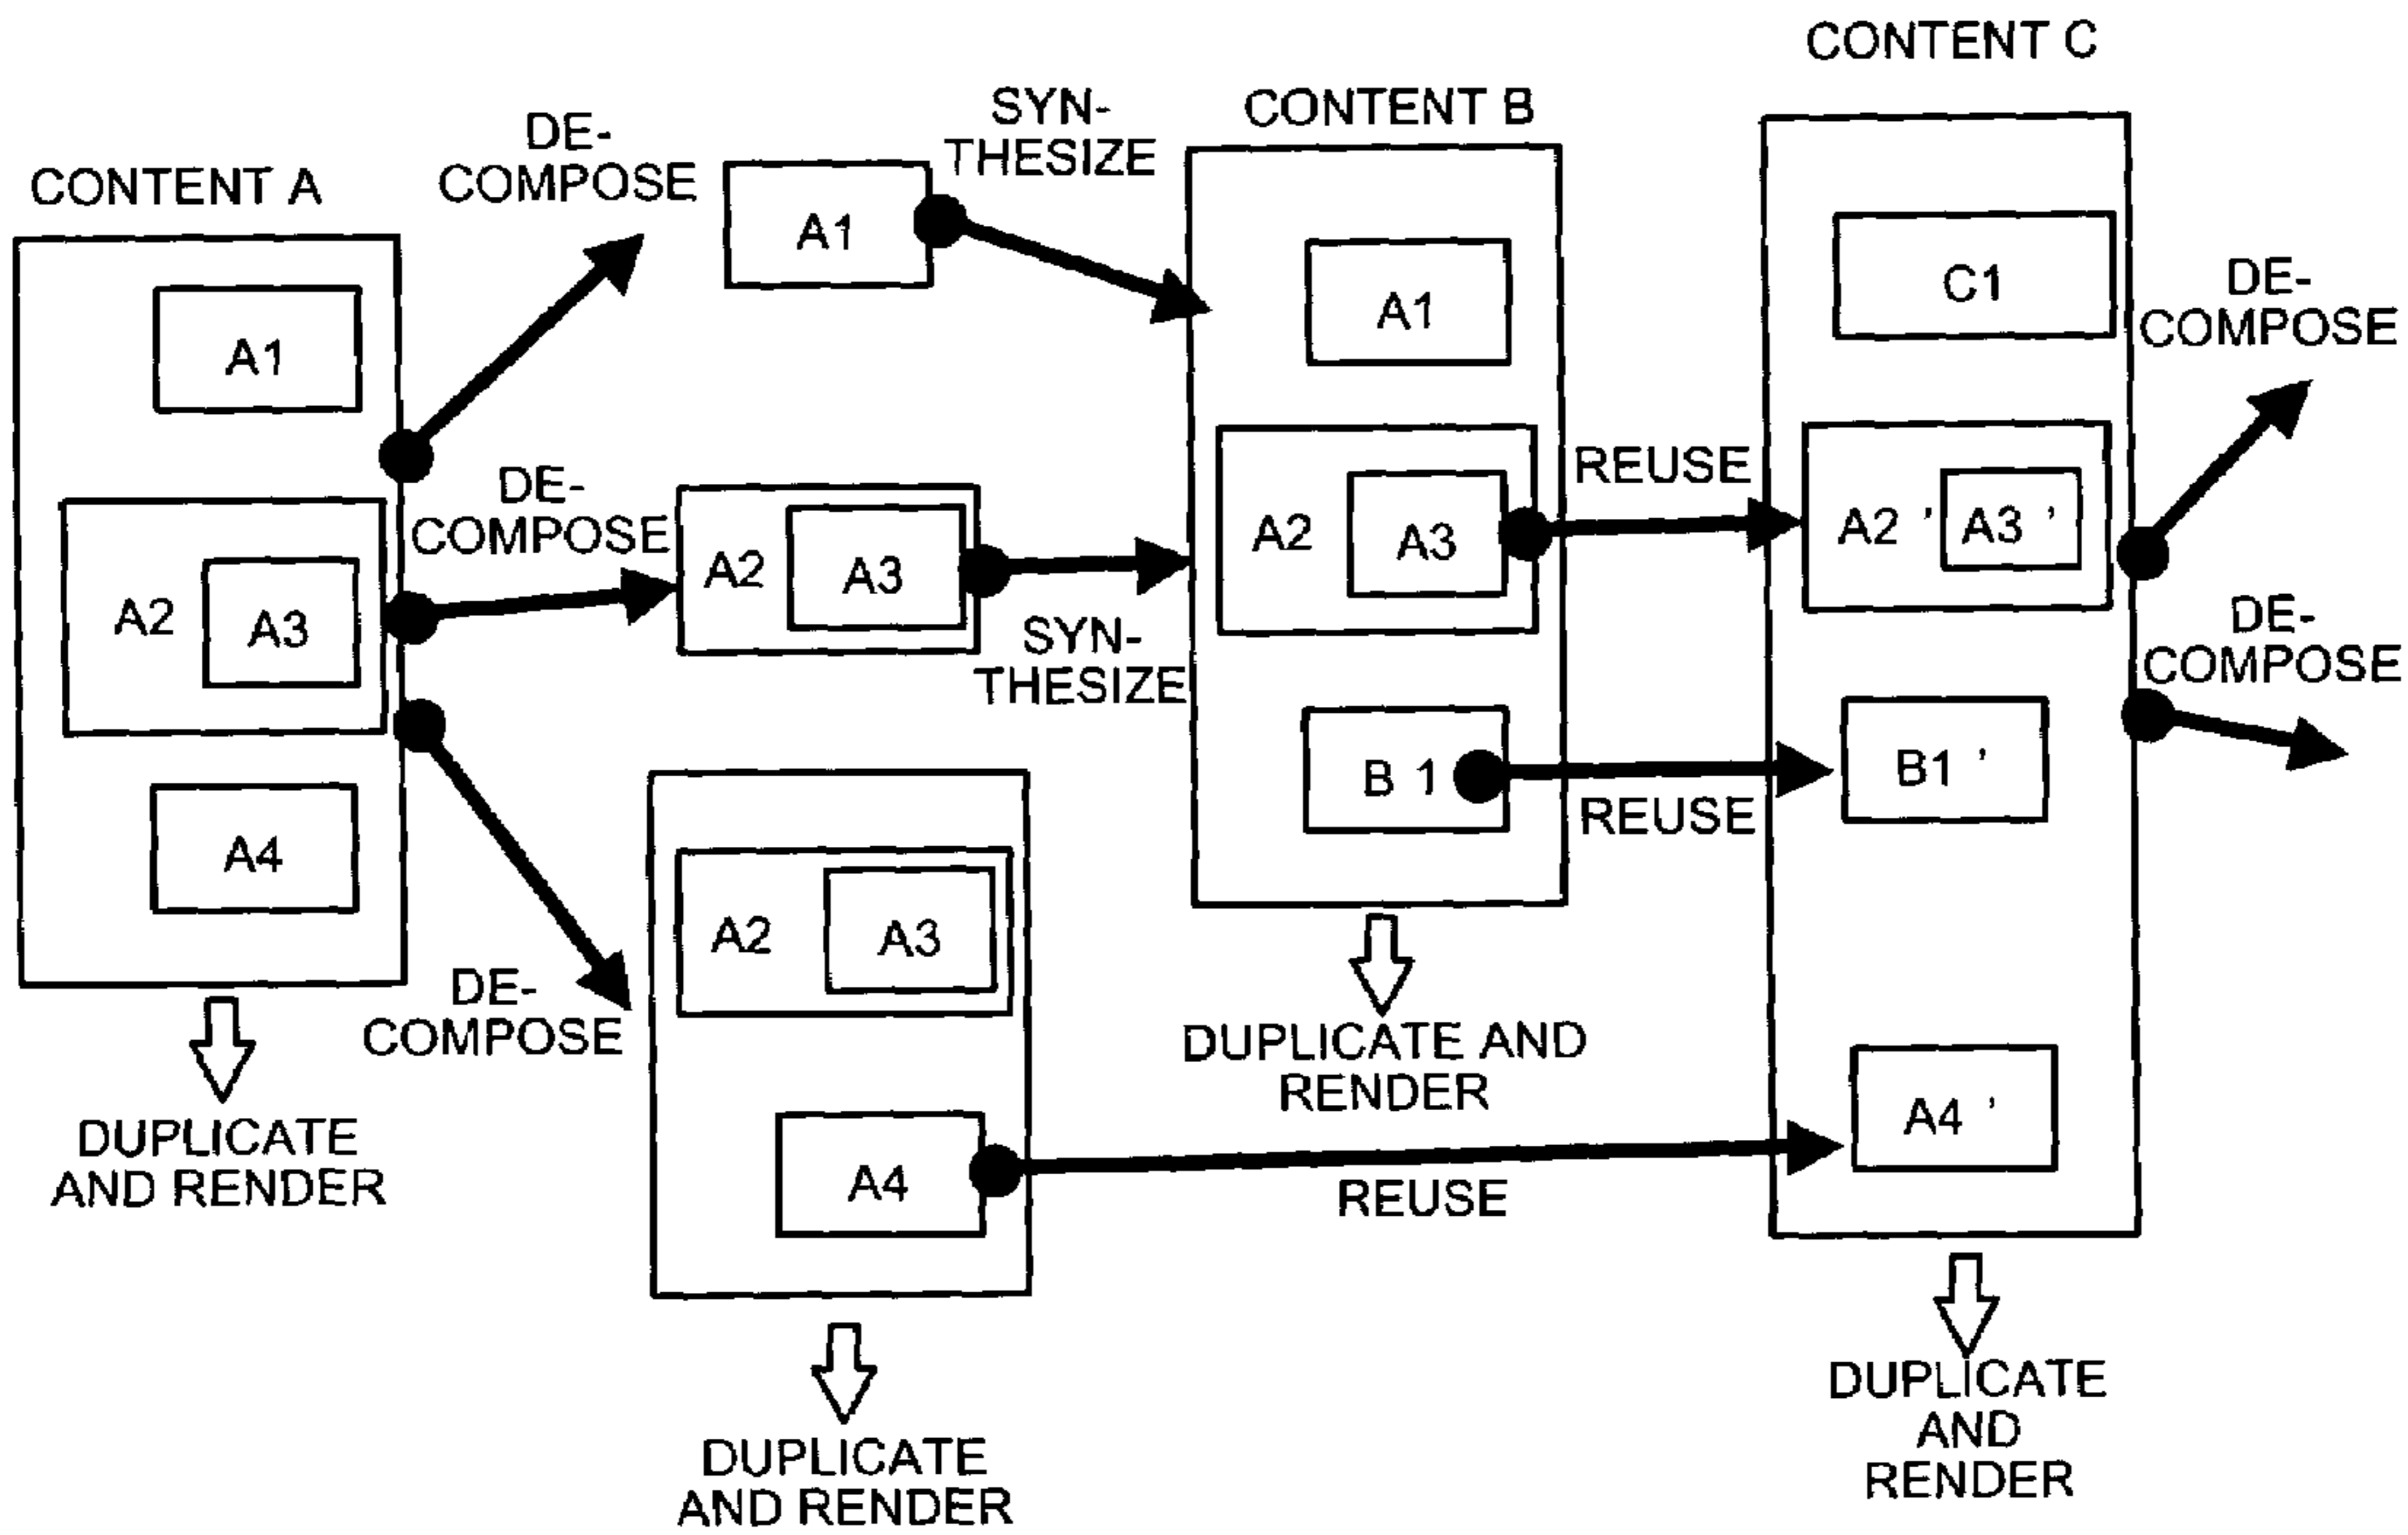 CONTENT A
A1
A2
A3
A4
DUPLICATE
AND RENDER
DE-
COMPOSE
DE-
COMPOSE
DE-
COMPOSE
A1
SYN-
THESIZE
A2
A3
SYN-
THESIZE
A2
A3
A4
DUPLICATE
AND RENDER
CONTENT B
A1
A2
A3
B 1
DUPLICATE AND
RENDER
REUSE
REUSE
REUSE
CONTENT C
C1
A2 '
A3 '
B1 '
A4 '
DUPLICATE
AND
RENDER
DE-
COMPOSE
DE-
COMPOSE